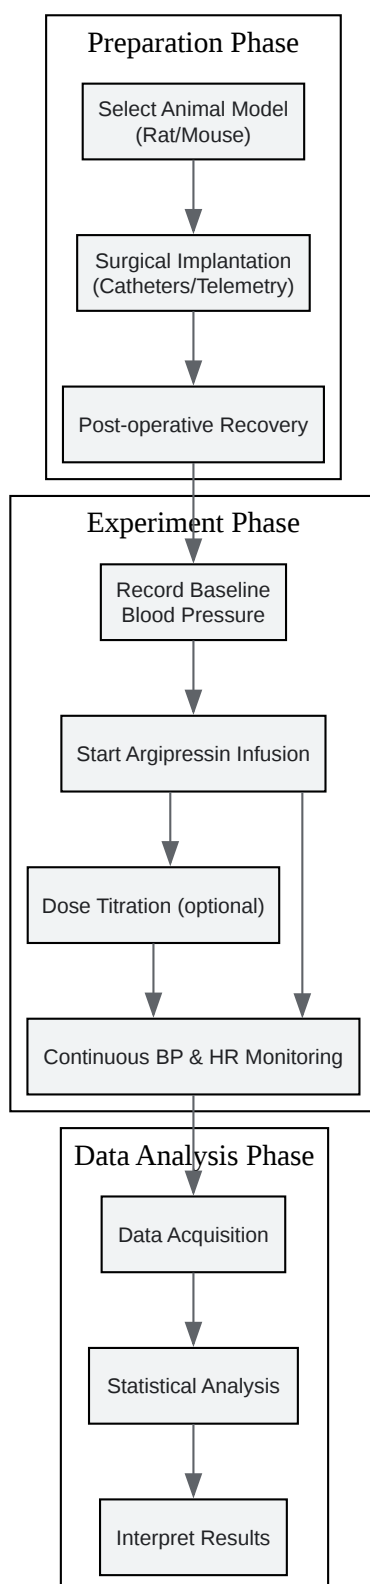 Preparation Phase
Select Animal Model
(Rat/Mouse)
Surgical Implantation
(Catheters/Telemetry)
Post-operative Recovery
Experiment Phase
Record Baseline
Blood Pressure
Start Argipressin Infusion
Dose Titration (optional)
Continuous BP & HR Monitoring
Data Analysis Phase
Data Acquisition
Statistical Analysis
Interpret Results